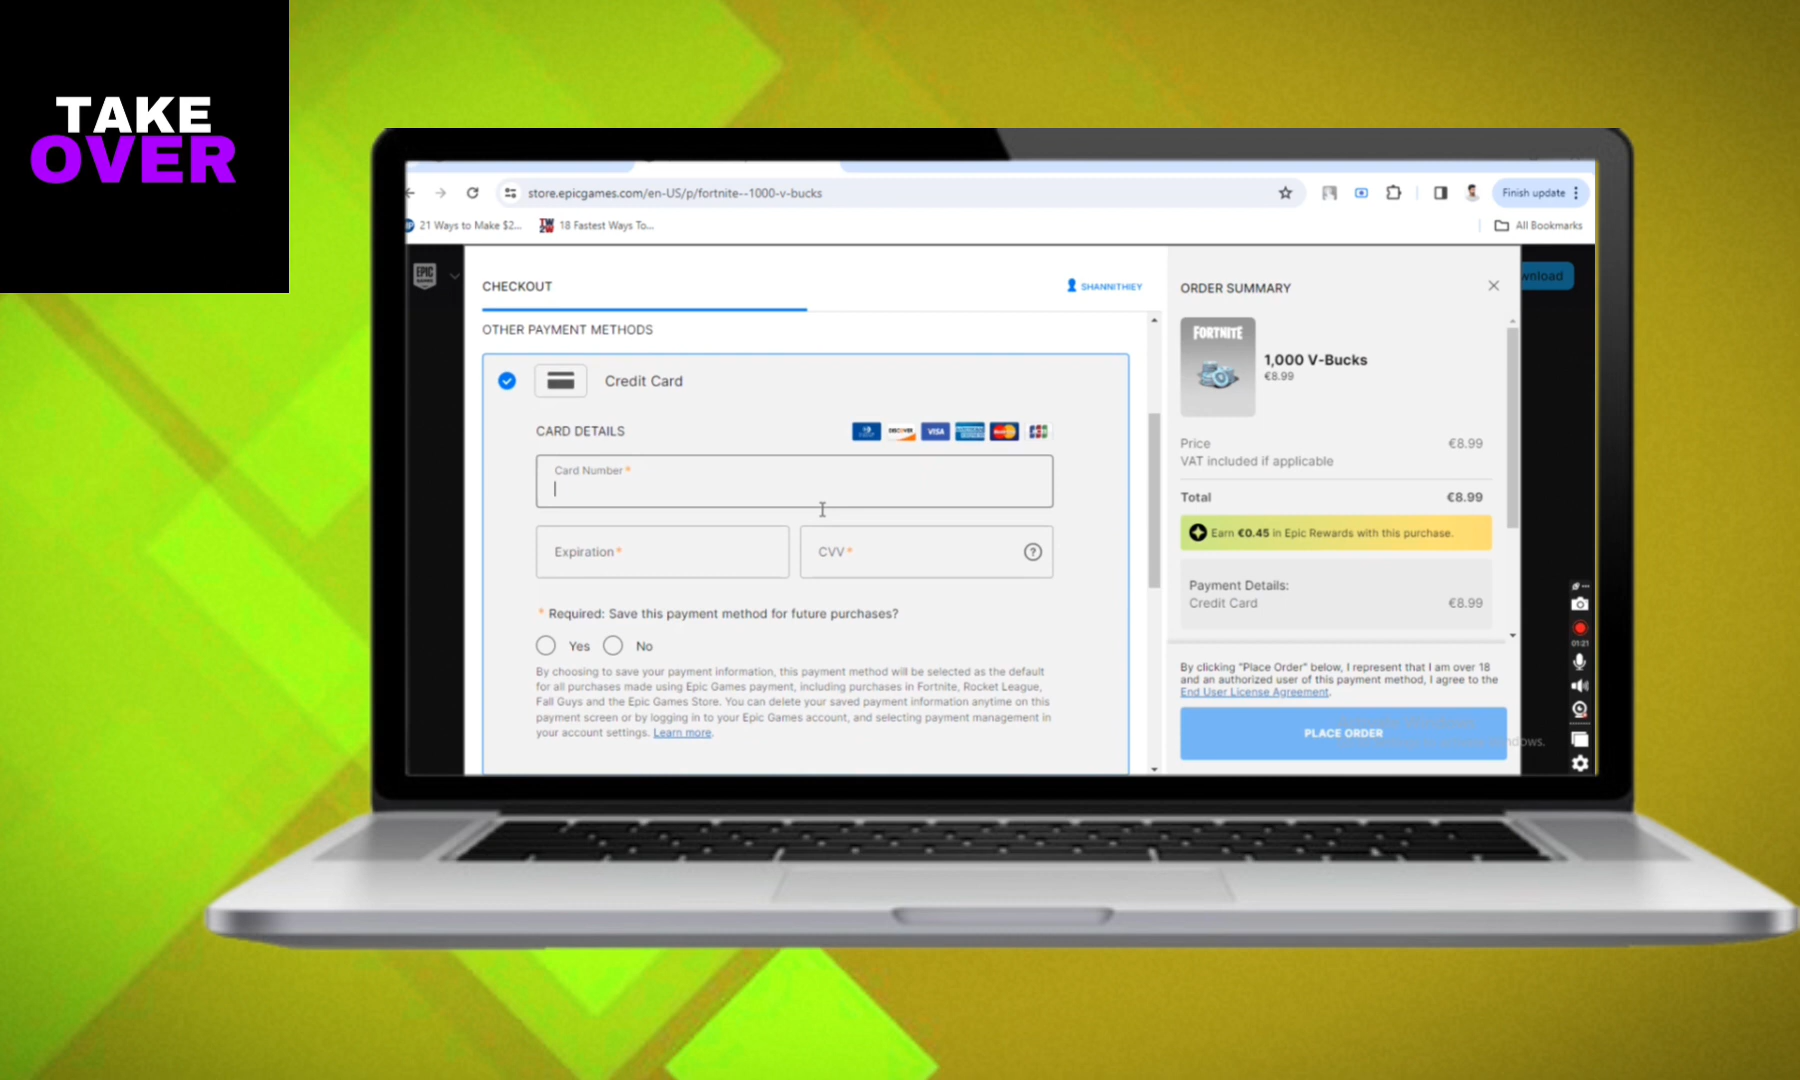 TAKE
OVER
store.epicgames.com/en-US/p/fortnite--1000-v-bucks
Finish update
21 Ways to Make $2...
18 Fastest Ways To...
All Bookmarks
EPIC
CHECKOUT
SHANNITHIEY
OTHER PAYMENT METHODS
Credit Card
CARD DETAILS
DISCOVER
VISA
Card Number*
Expiration*
CVV*
?
* Required: Save this payment method for future purchases?
Yes
No
By choosing to save your payment information, this payment method will be selected as the default
for all purchases made using Epic Games payment, including purchases in Fortnite, Rocket League,
Fall Guys and the Epic Games Store. You can delete your saved payment information anytime on this
payment screen or by logging in to your Epic Games account, and selecting payment management in
your account settings. Learn more.
ORDER SUMMARY
wnload
FORTNITE
1,000 V-Bucks
€8.99
Price €8.99
VAT included if applicable
Total €8.99
Earn €0.45 in Epic Rewards with this purchase.
Payment Details:
Credit Card €8.99
By clicking "Place Order" below, I represent that I am over 18
and an authorized user of this payment method, I agree to the
End User License Agreement.
PLACE ORDER
01:21